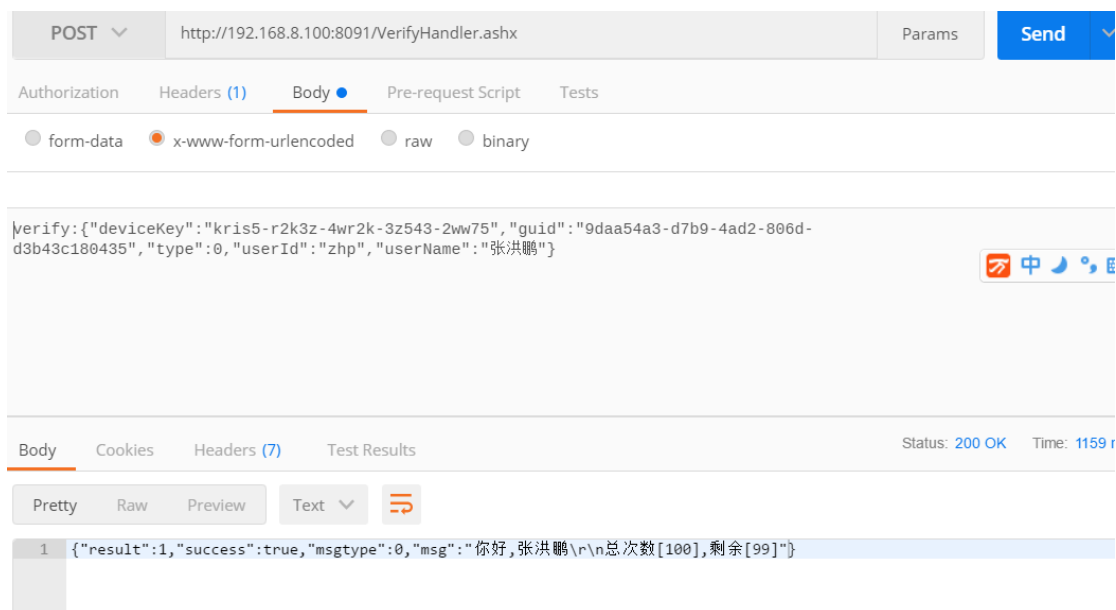 POST http://192.168.8.100:8091/VerifyHandler.ashx Params Send
Authorization Headers (1) Body Pre-request Script Tests
form-data x-www-form-urlencoded raw binary
verify:{"deviceKey":"kris5-r2k3z-4wr2k-3z543-2ww75","guid":"9daa54a3-d7b9-4ad2-806d-
d3b43c180435","type":0,"userId":"zhp","userName":"张洪鹏"}
万 中
Body Cookies Headers (7) Test Results Status: 200 OK Time: 1159
Pretty Raw Preview Text
1 {"result":1,"success":true,"msgtype":0,"msg":"你好,张洪鹏\r\n总次数[100],剩余[99]"}